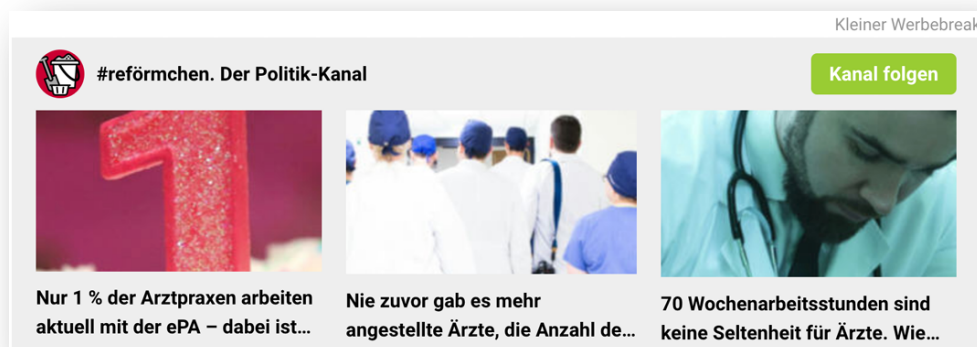 Kleiner Werbebreak
#reförmchen. Der Politik-Kanal
Kanal folgen
Nur 1 % der Arztpraxen arbeiten
aktuell mit der ePA – dabei ist...
Nie zuvor gab es mehr
angestellte Ärzte, die Anzahl de...
70 Wochenarbeitsstunden sind
keine Seltenheit für Ärzte. Wie...